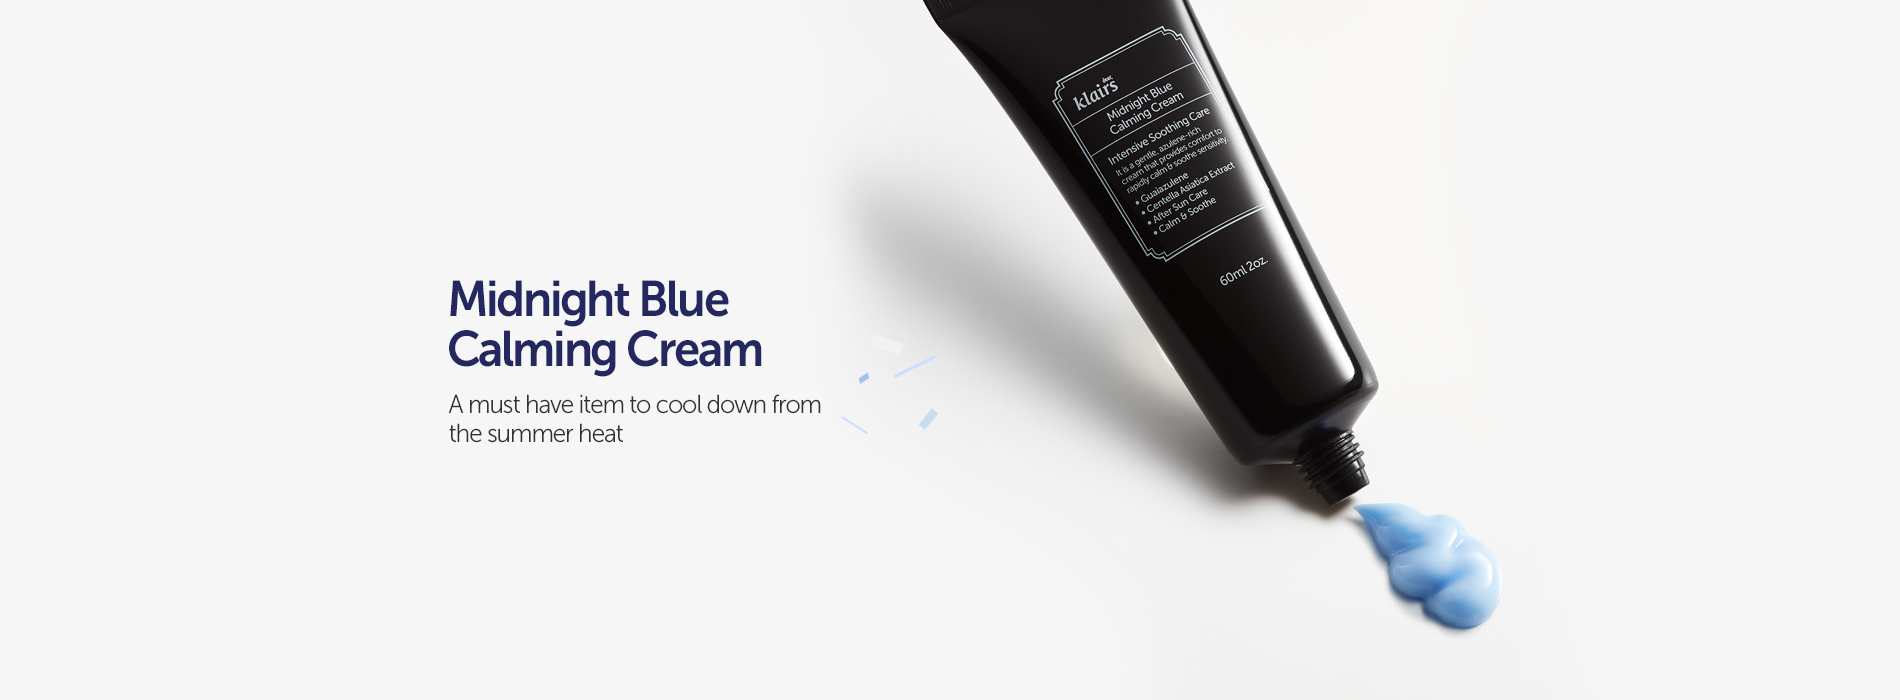 Midnight Blue
Calming Cream
A must have item to cool down from
the summer heat
dear,
klairs
Midnight Blue
Calming Cream
Intensive Soothing Care
It is a gentle, azulene-rich
cream that provides comfort to
rapidly calm & soothe sensitivity.
• Guaiazulene
• Centella Asiatica Extract
• After Sun Care
• Calm & Soothe
60ml 2oz.